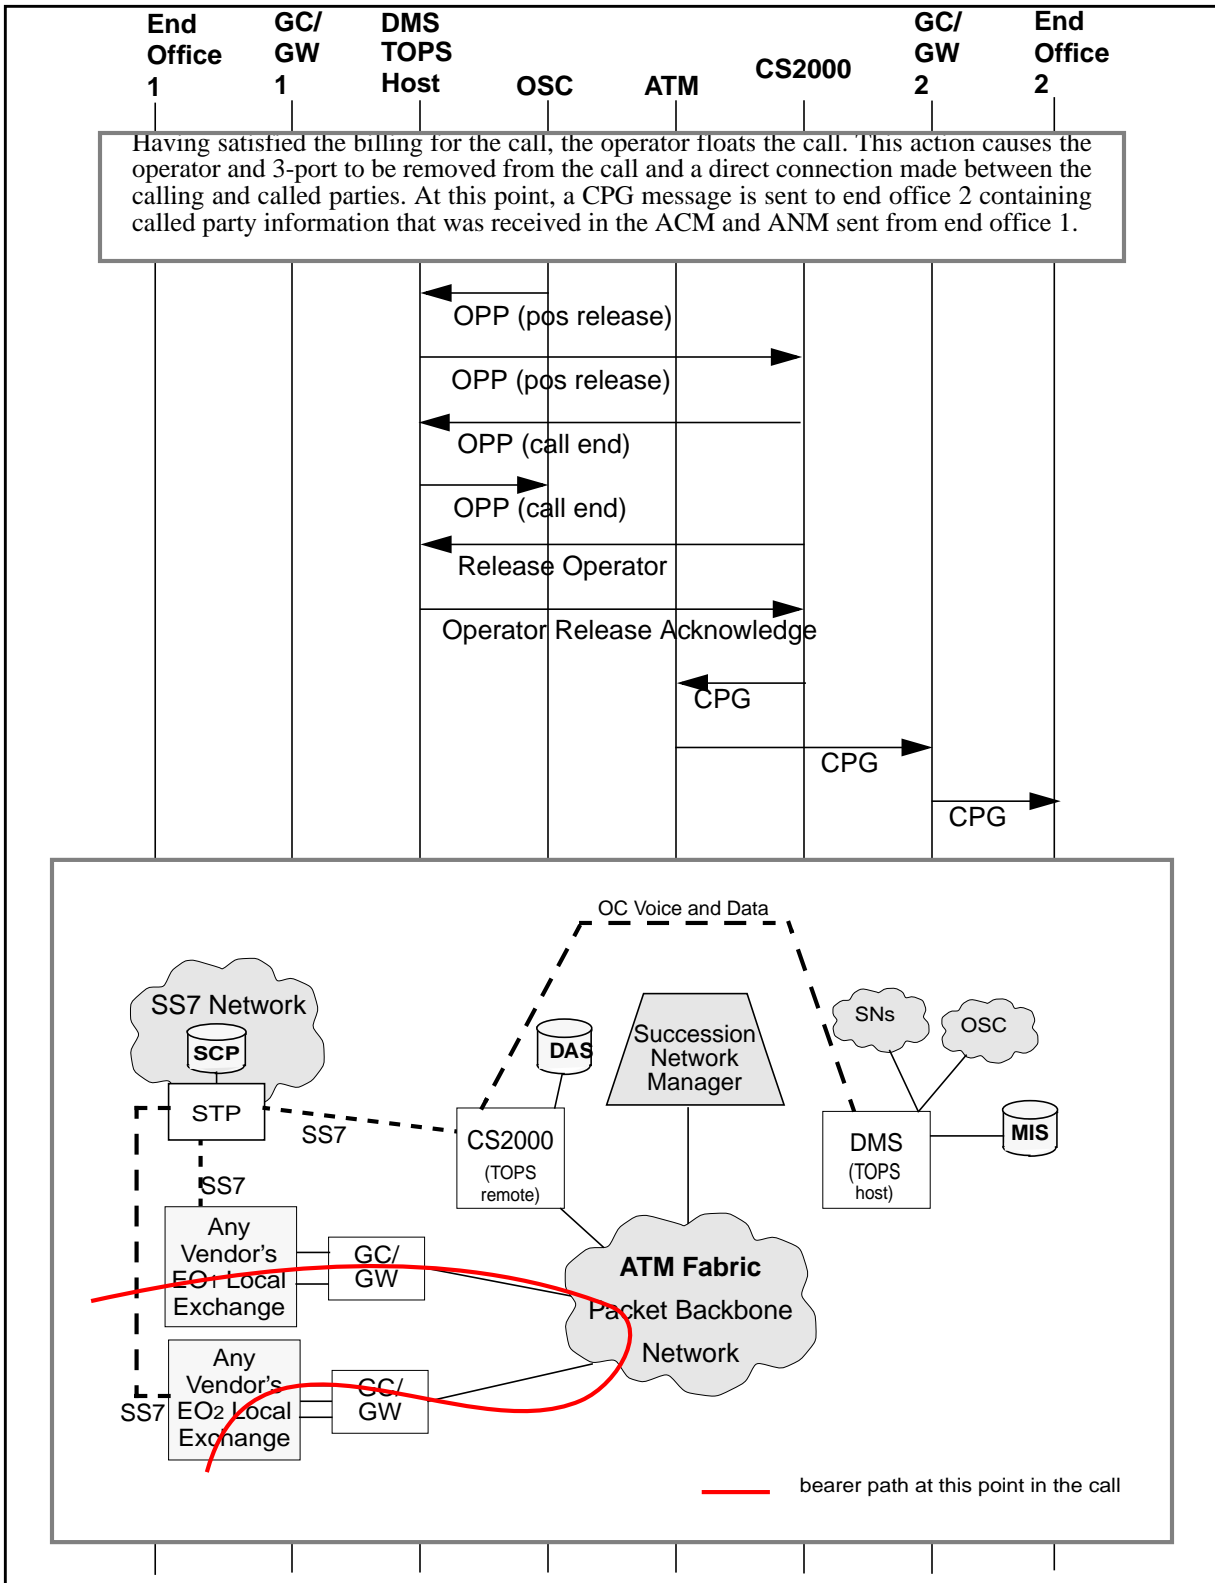 End
Office
1
GC/
GW
1
DMS
TOPS
Host
OSC
ATM
CS2000
GC/
GW
2
End
Office
2
Having satisfied the billing for the call, the operator floats the call. This action causes the
operator and 3-port to be removed from the call and a direct connection made between the
calling and called parties. At this point, a CPG message is sent to end office 2 containing
called party information that was received in the ACM and ANM sent from end office 1.
OPP (pos release)
OPP (pos release)
OPP (call end)
OPP (call end)
Release Operator
Operator Release Acknowledge
CPG
CPG
CPG
OC Voice and Data
SS7 Network
SCP
STP
SS7
SS7
SS7
DAS
Succession
Network
Manager
SNs
OSC
CS2000
(TOPS
remote)
DMS
(TOPS
host)
MIS
Any
Vendor's
EO1 Local
Exchange
GC/
GW
ATM Fabric
Packet Backbone
Network
Any
Vendor's
EO2 Local
Exchange
GC/
GW
bearer path at this point in the call